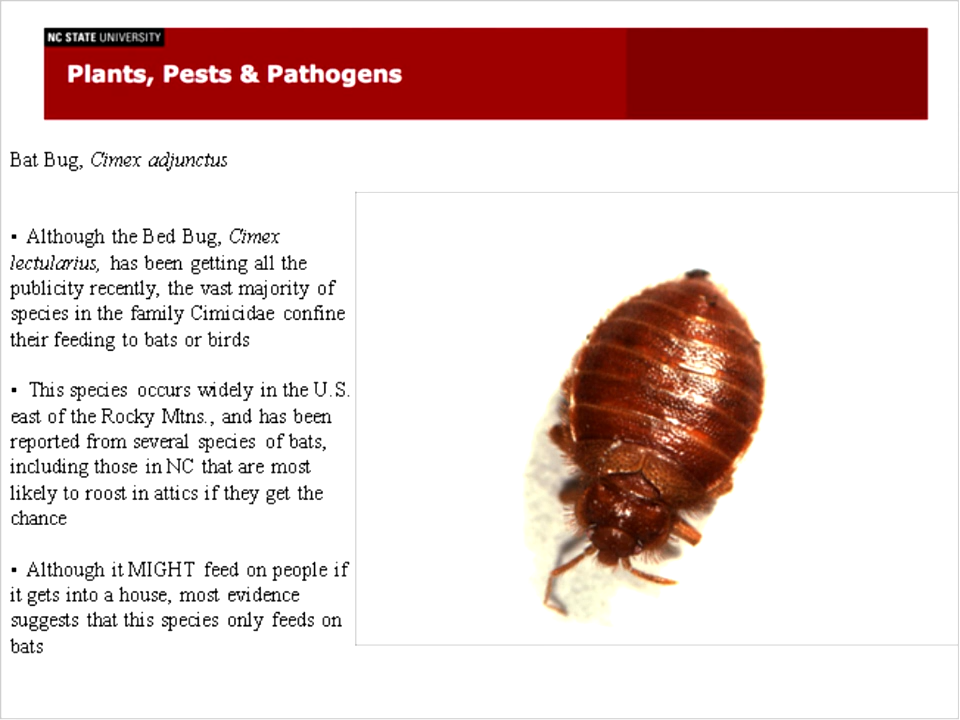 NC STATE UNIVERSITY
Plants, Pests & Pathogens
Bat Bug, Cimex adjunctus
▪ Although the Bed Bug, Cimex
lectularius, has been getting all the
publicity recently, the vast majority of
species in the family Cimicidae confine
their feeding to bats or birds
▪ This species occurs widely in the U.S.
east of the Rocky Mtns., and has been
reported from several species of bats,
including those in NC that are most
likely to roost in attics if they get the
chance
▪ Although it MIGHT feed on people if
it gets into a house, most evidence
suggests that this species only feeds on
bats